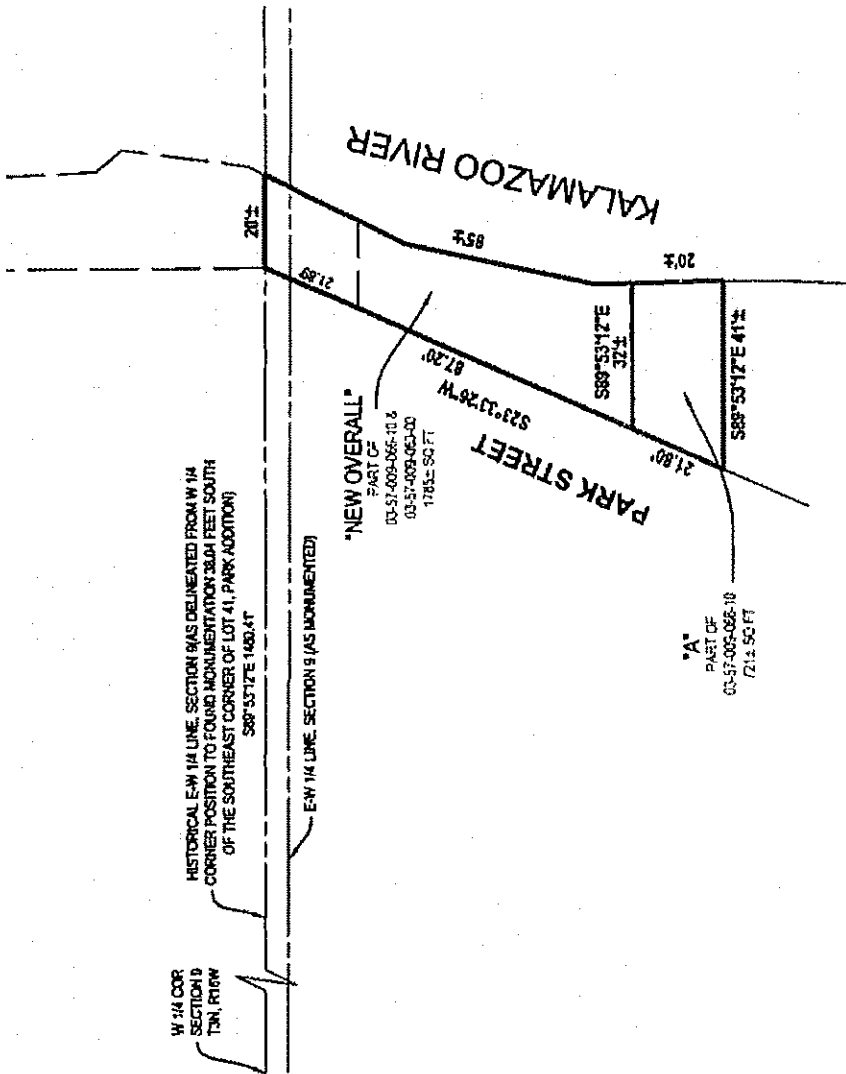 W 1/4 COR
SECTION 9
T3N, R16W
HISTORICAL E-W 1/4 LINE, SECTION 9(AS DELINEATED FROM W 1/4
CORNER POSITION TO FOUND MONUMENTATION 38.04 FEET SOUTH
OF THE SOUTHEAST CORNER OF LOT 41, PARK ADDITION)
S89°53'12"E 1480.41'
E-W 1/4 LINE, SECTION 9 (AS MONUMENTED)
20'±
21.89'
KALAMAZOO RIVER
85'±
"NEW OVERALL"
PART OF
03-57-009-066-10 &
03-57-009-063-00
1785± SQ FT
87.20'
S23°33'26"W
PARK STREET
S89°53'12"E
32'±
20'±
21.80'
S89°53'12"E 41'±
"A"
PART OF
03-57-009-066-10
721± SQ FT